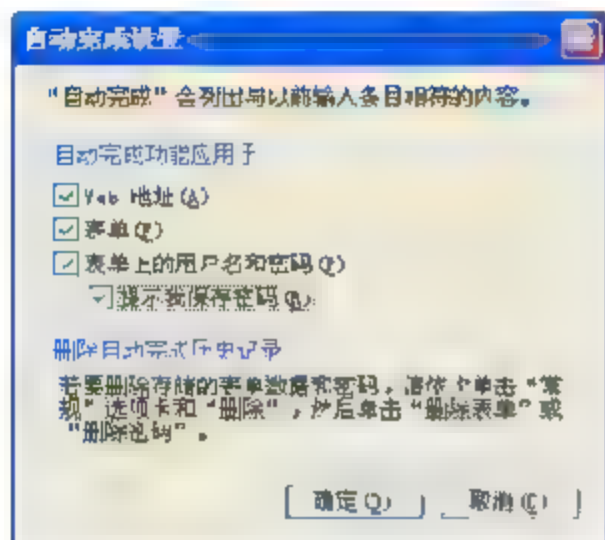 自动完成设置
“自动完成”会列出与以前输入条目相符的内容。
自动完成功能应用于
Web 地址(A)
表单(F)
表单上的用户名和密码(U)
提示我保存密码(R)
删除自动完成历史记录
若要删除存储的表单数据和密码，请依次单击“常
规”选项卡和“删除”，然后单击“删除表单”或
“删除密码”。
确定 取消